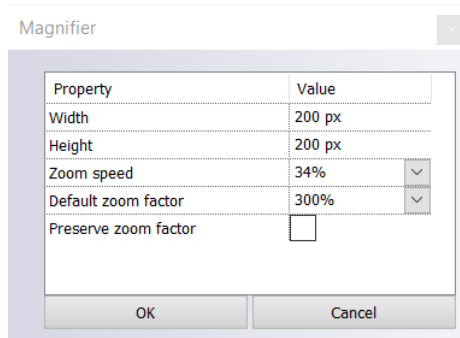 Magnifier
Property Value
Width 200 px
Height 200 px
Zoom speed 34%
Default zoom factor 300%
Preserve zoom factor
OK Cancel